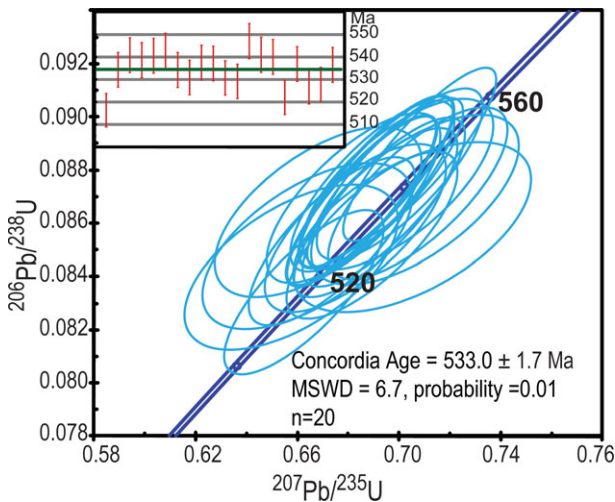 Ma
550
540
530
520
510
0.092
0.090
0.088
0.086
0.084
0.082
0.080
0.078
206Pb/238U
560
520
Concordia Age = 533.0 ± 1.7 Ma
MSWD = 6.7, probability =0.01
n=20
0.58 0.62 0.66 0.70 0.74 0.76
207Pb/235U